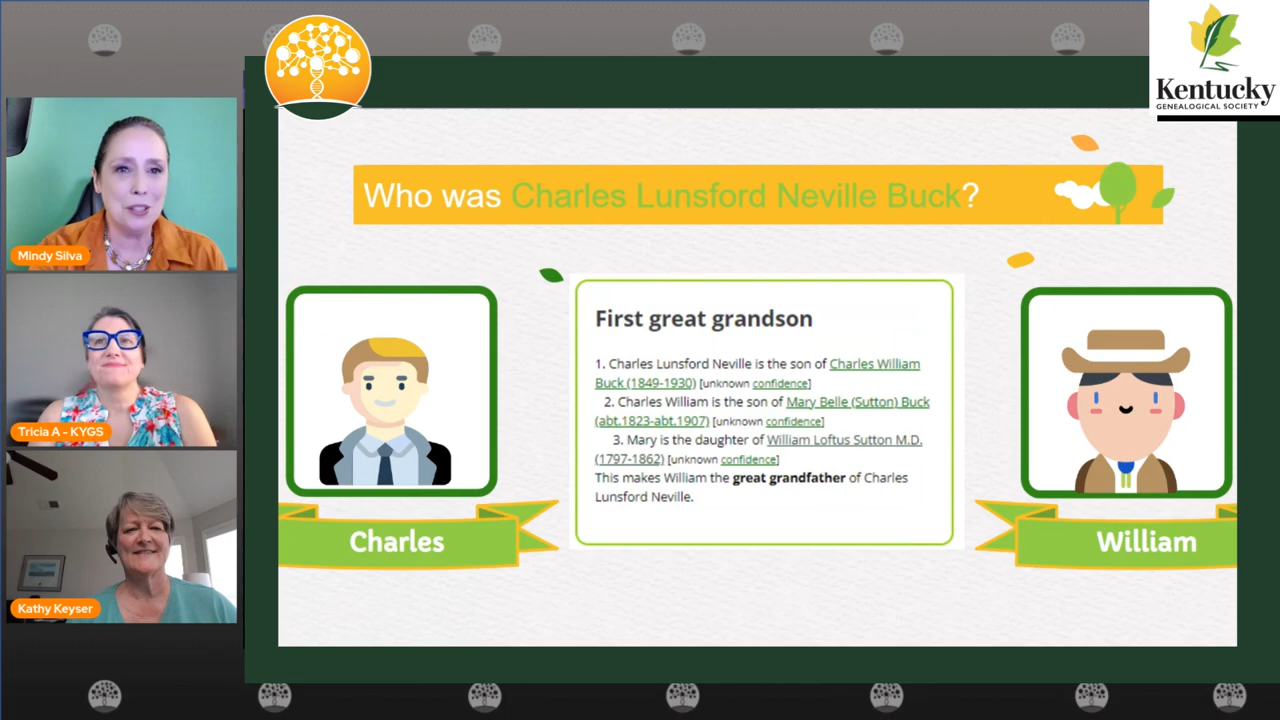 Kentucky
GENEALOGICAL SOCIETY
Who was Charles Lunsford Neville Buck?
Mindy Silva
Tricia A - KYGS
Kathy Keyser
First great grandson
1. Charles Lunsford Neville is the son of Charles William
Buck (1849-1930) [unknown confidence]
2. Charles William is the son of Mary Belle (Sutton) Buck
(abt.1823-abt.1907) [unknown confidence]
3. Mary is the daughter of William Loftus Sutton M.D.
(1797-1862) [unknown confidence]
This makes William the great grandfather of Charles
Lunsford Neville.
Charles
William